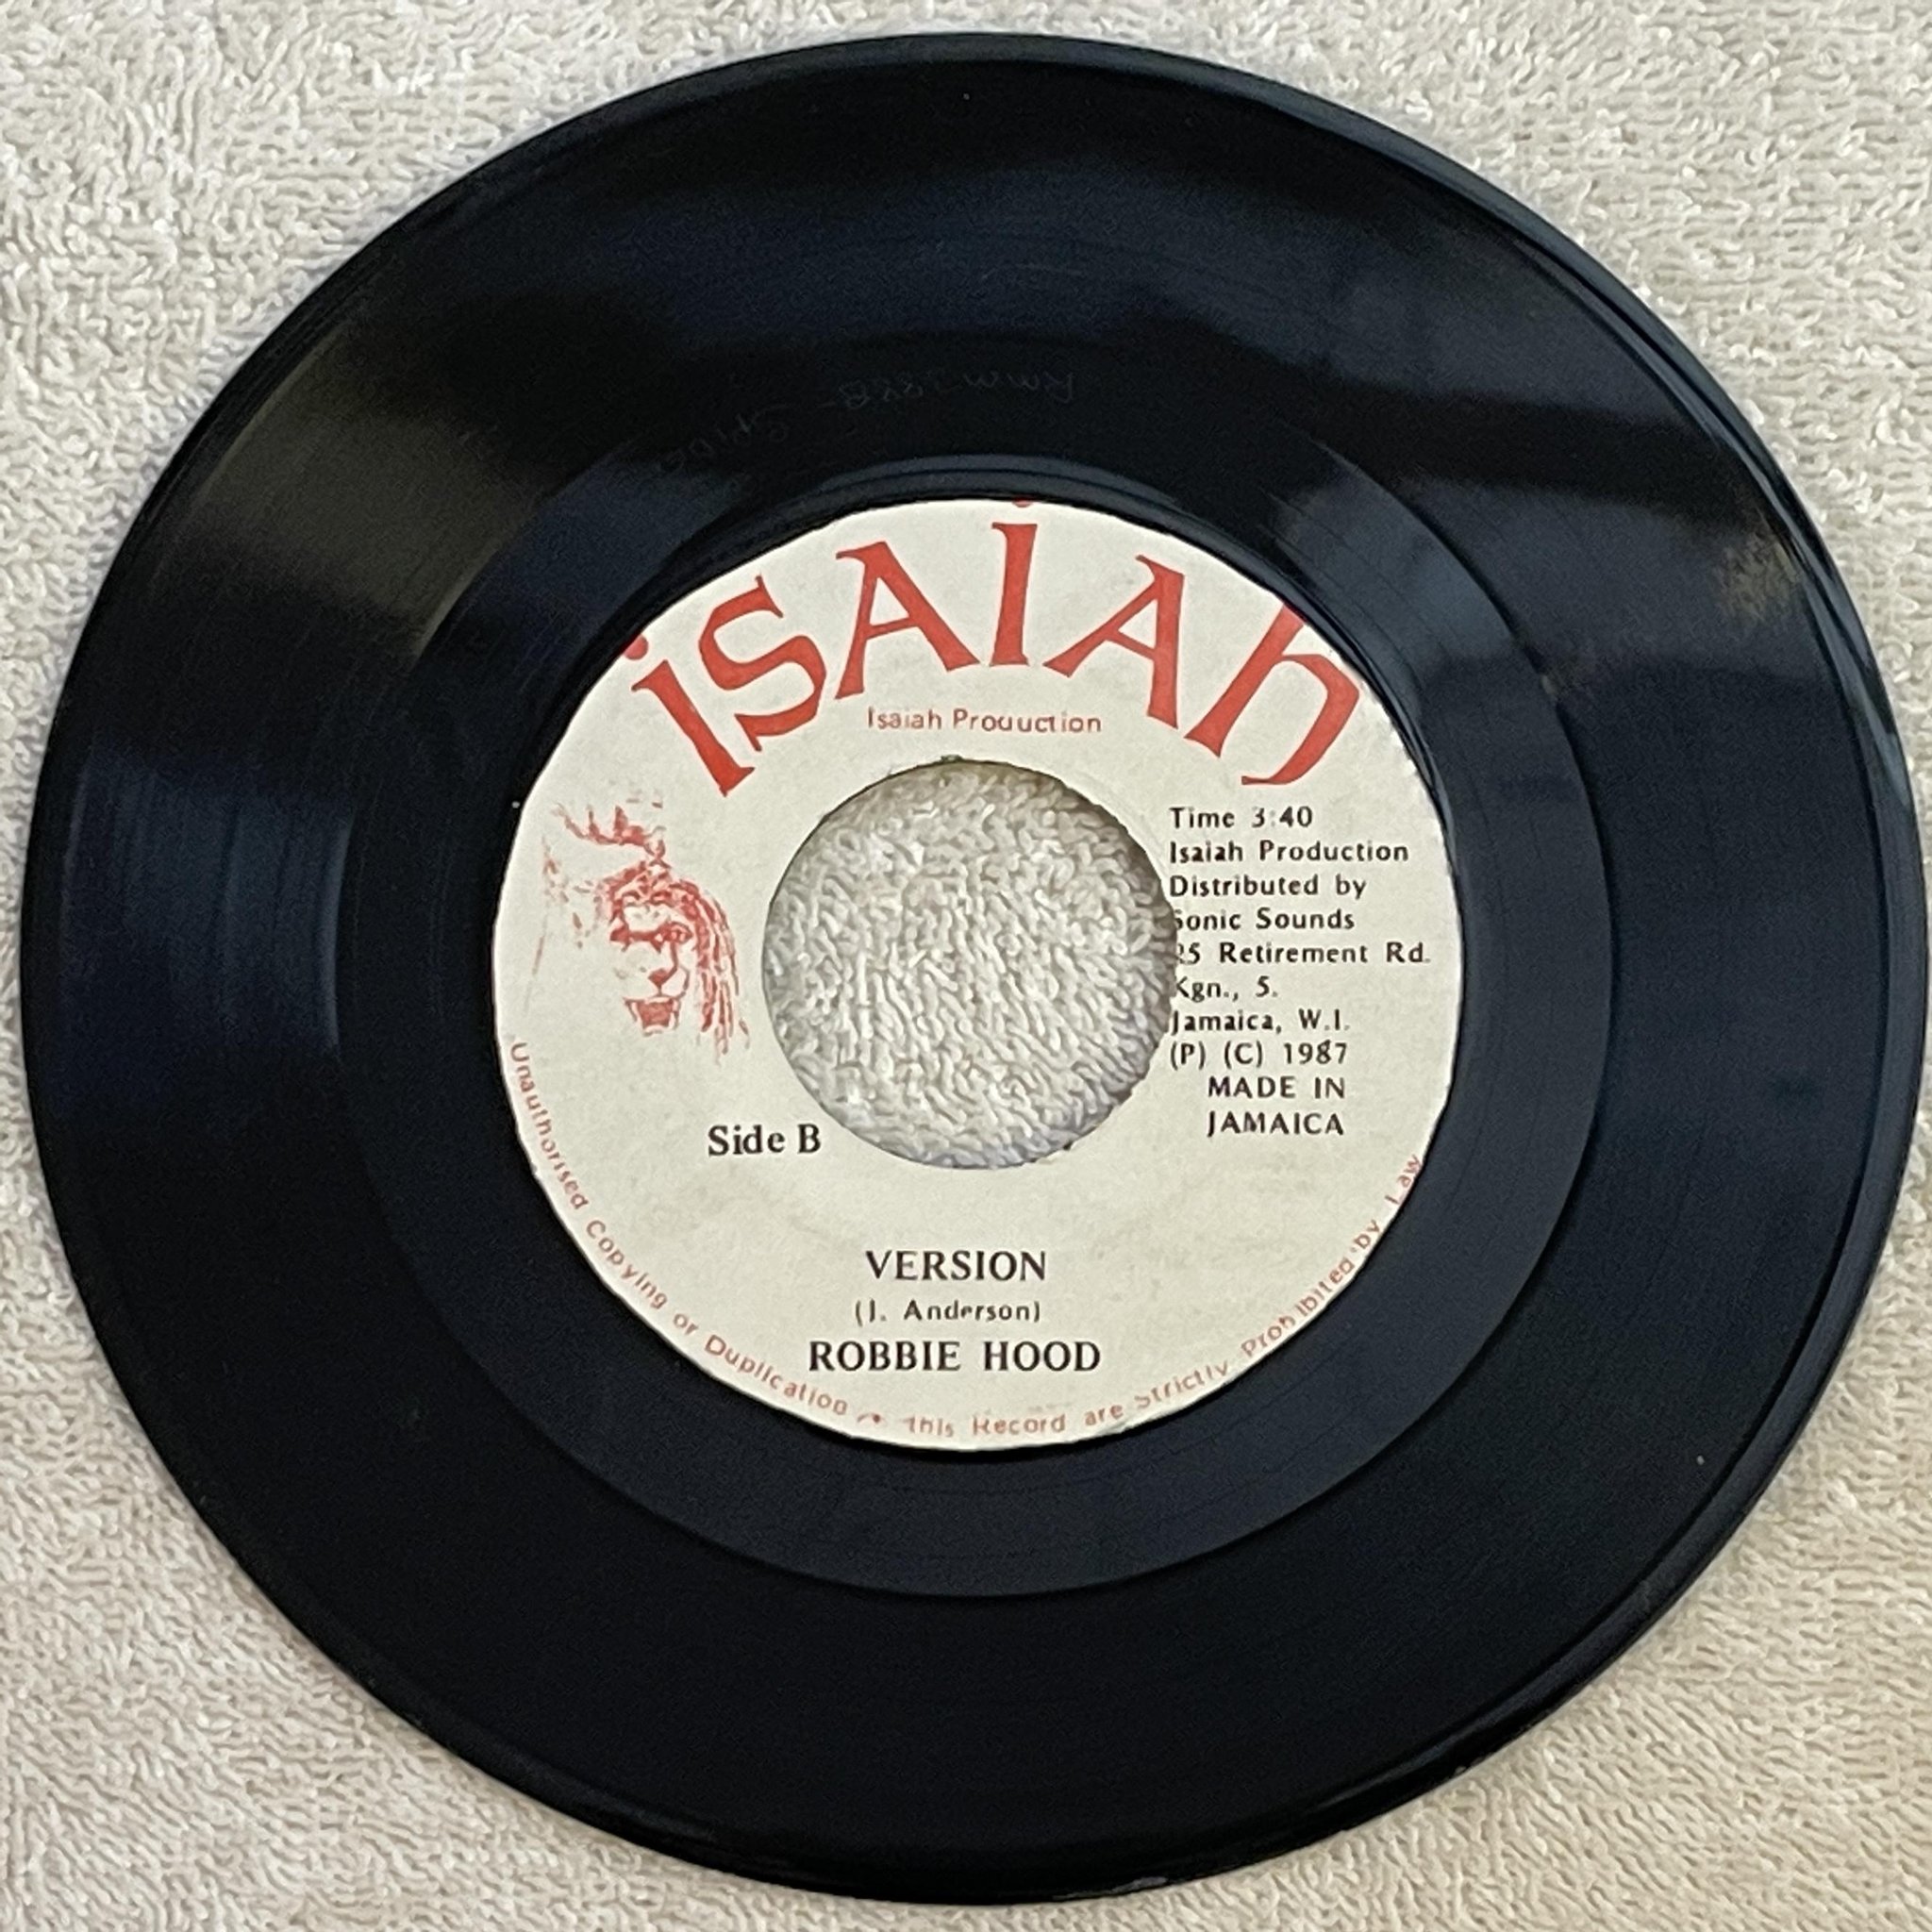 iSAiAh
Isaiah Prouuction
Time 3:40
Isaiah Production
Distributed by
Sonic Sounds
25 Retirement Rd.
Kgn., 5.
Jamaica, W.I.
(P) (C) 1987
MADE IN
JAMAICA
Side B
VERSION
(J. Anderson)
ROBBIE HOOD
Unauthorised Copying or Duplication this Record are Strictly Prohibited by Law